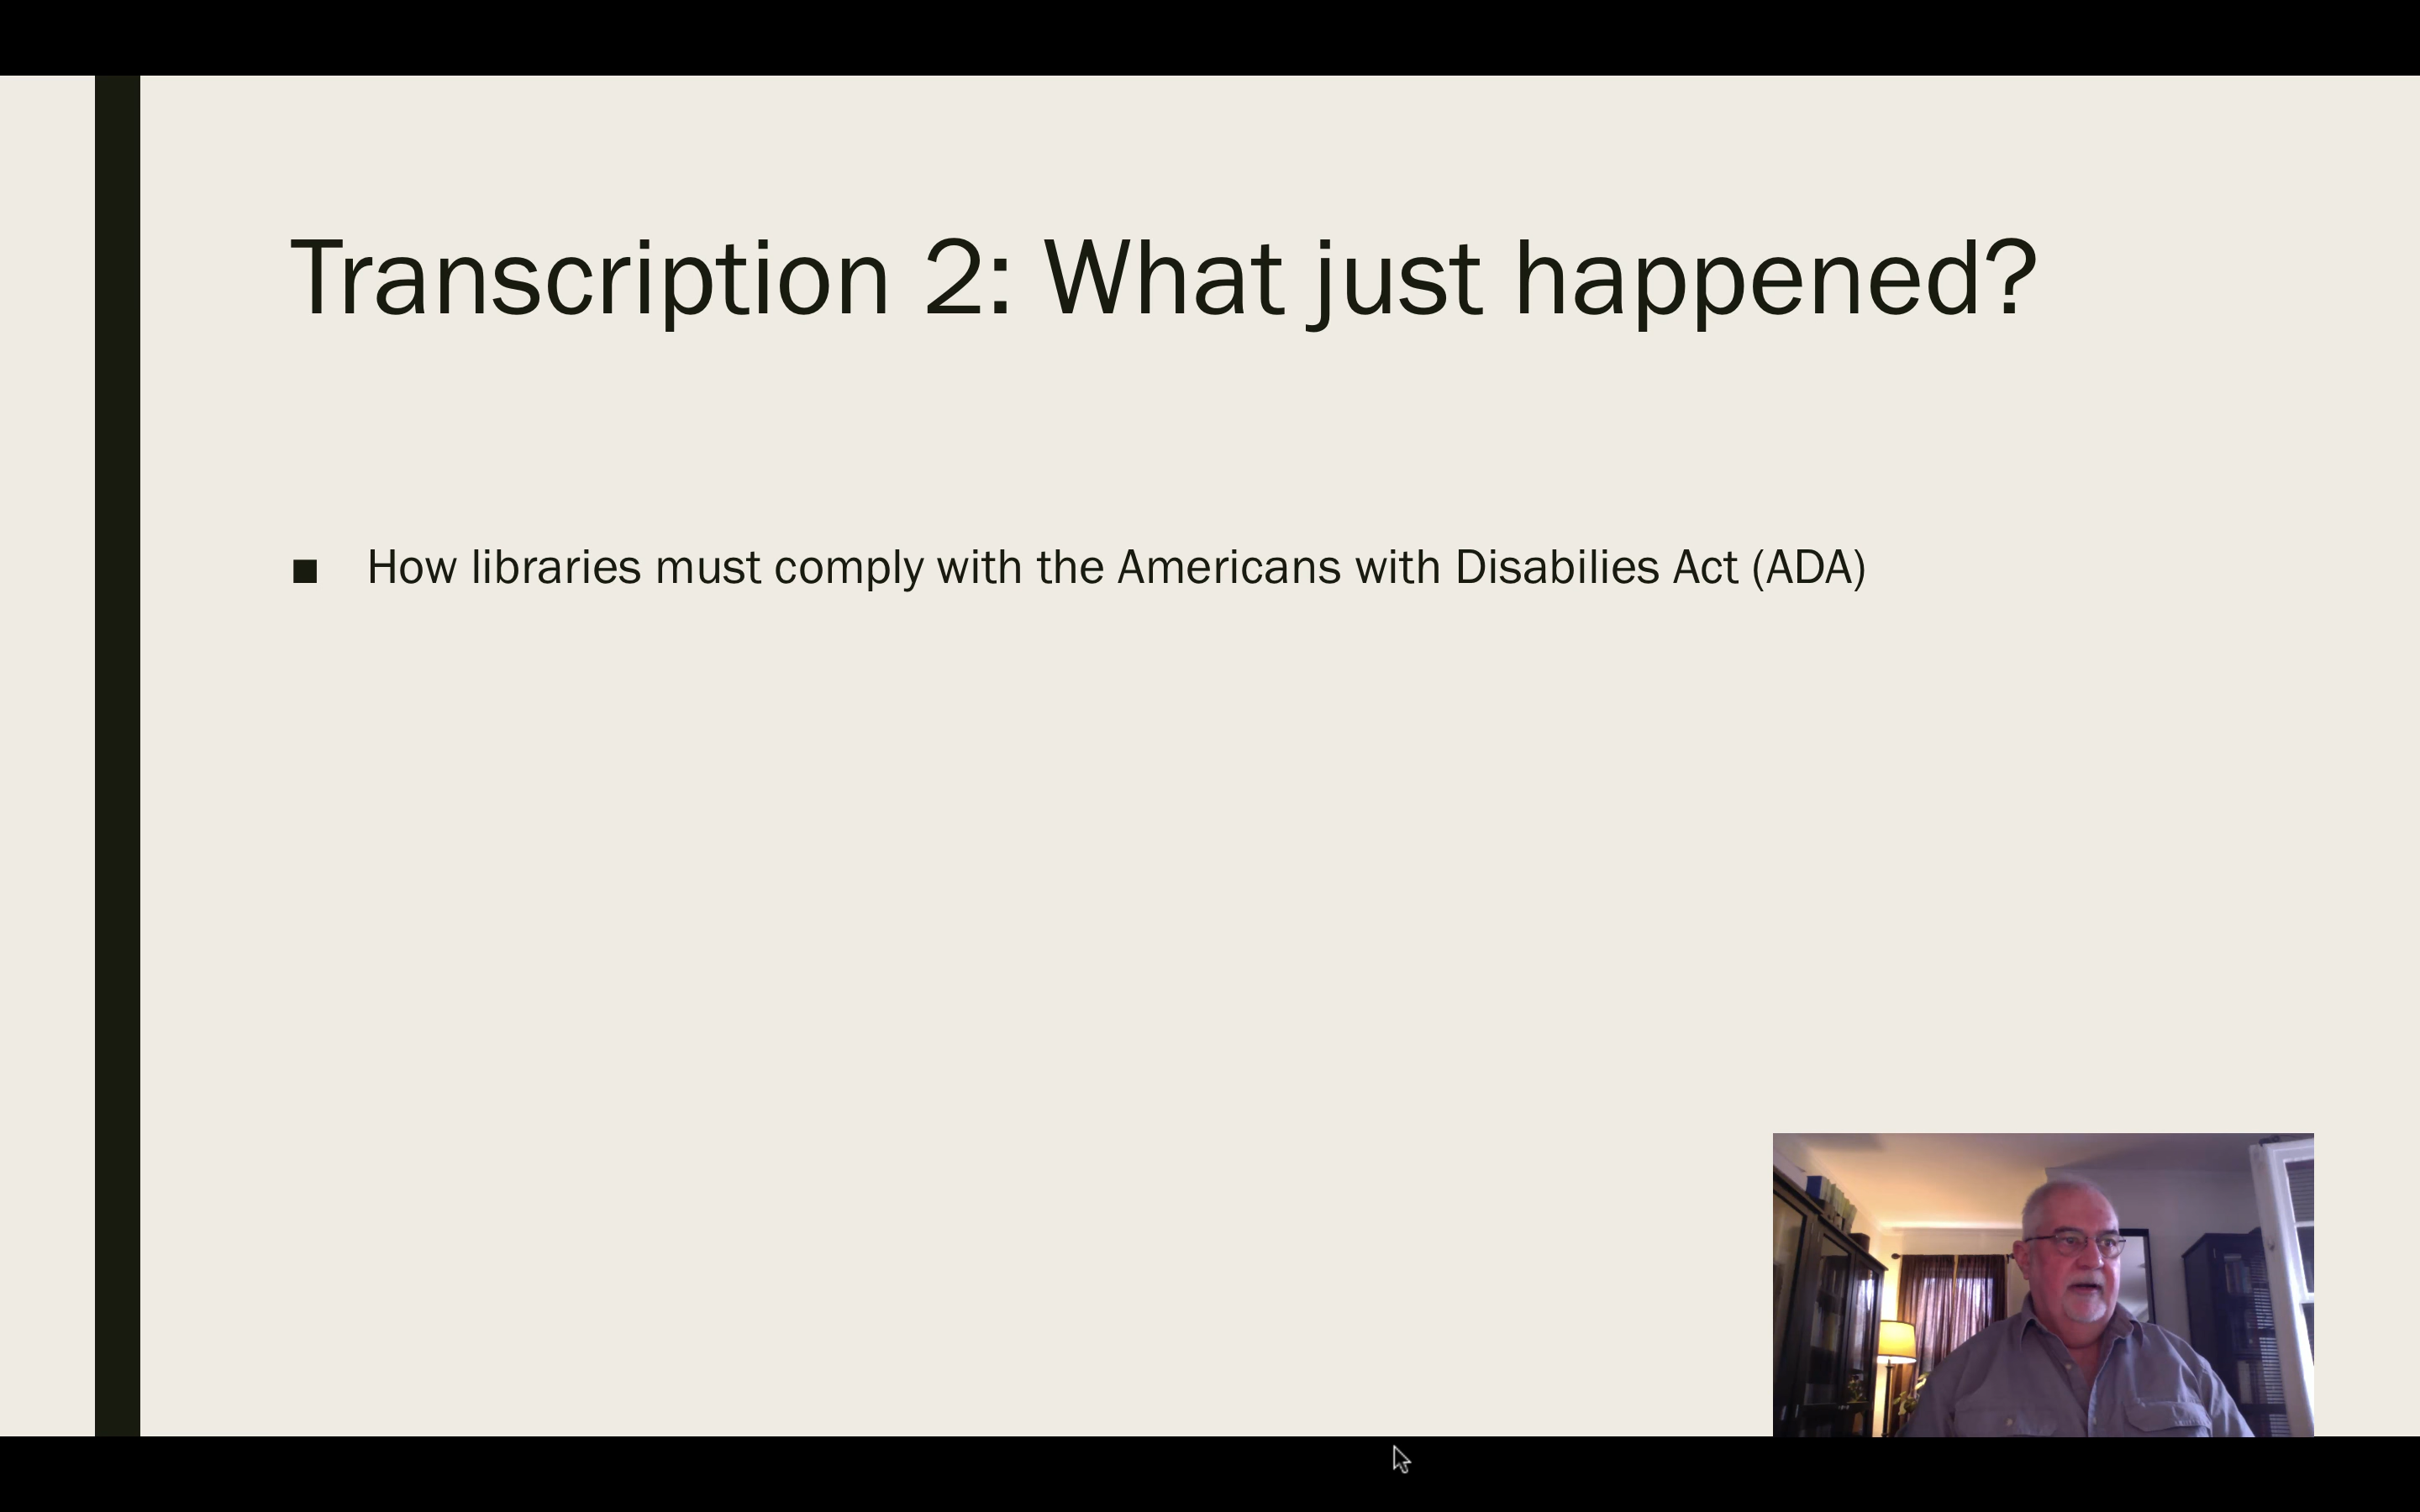 Transcription 2: What just happened?
■ How libraries must comply with the Americans with Disabilies Act (ADA)